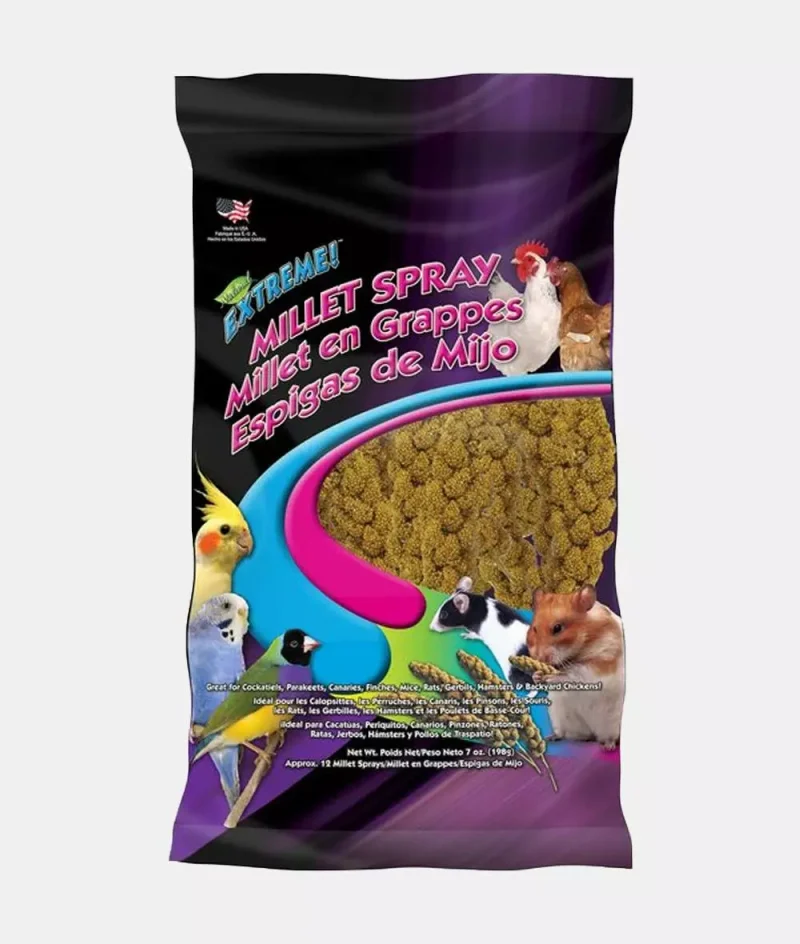 Made in USA
Fabriqué aux É.-U. A.
Hecho en los Estados Unidos
Natural
EXTREME!™
MILLET SPRAY
Millet en Grappes
Espigas de Mijo
Great for Cockatiels, Parakeets, Canaries, Finches, Mice, Rats, Gerbils, Hamsters & Backyard Chickens!
Idéal pour les Calopsittes, les Perruches, les Canaris, les Pinsons, les Souris,
les Rats, les Gerbilles, les Hamsters et les Poulets de Basse-Cour!
¡Ideal para Cacatuas, Periquitos, Canarios, Pinzones, Ratones,
Ratas, Jerbos, Hámsters y Pollos de Traspatio!
Net Wt. Poids Net/Peso Neto 7 oz. (198g)
Approx. 12 Millet Sprays/Millet en Grappes/Espigas de Mijo